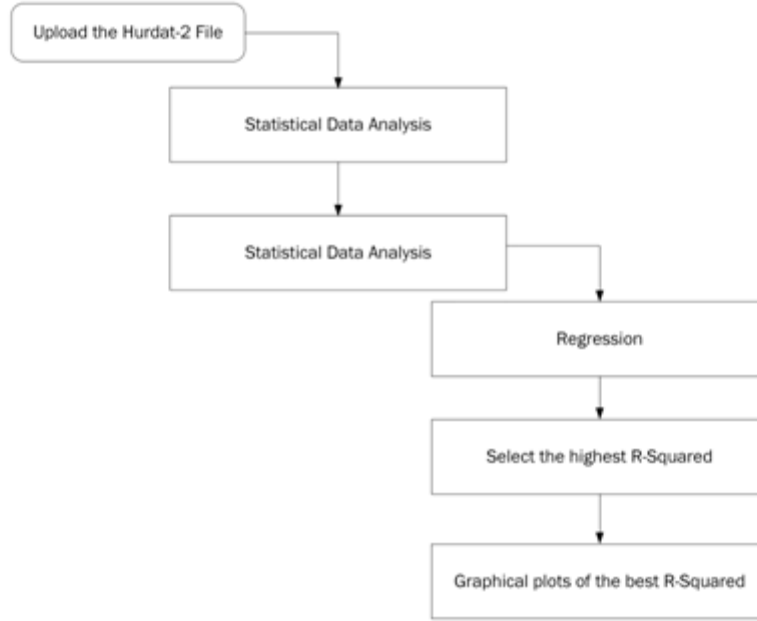 Upload the Hurdat-2 File
Statistical Data Analysis
Statistical Data Analysis
Regression
Select the highest R-Squared
Graphical plots of the best R-Squared